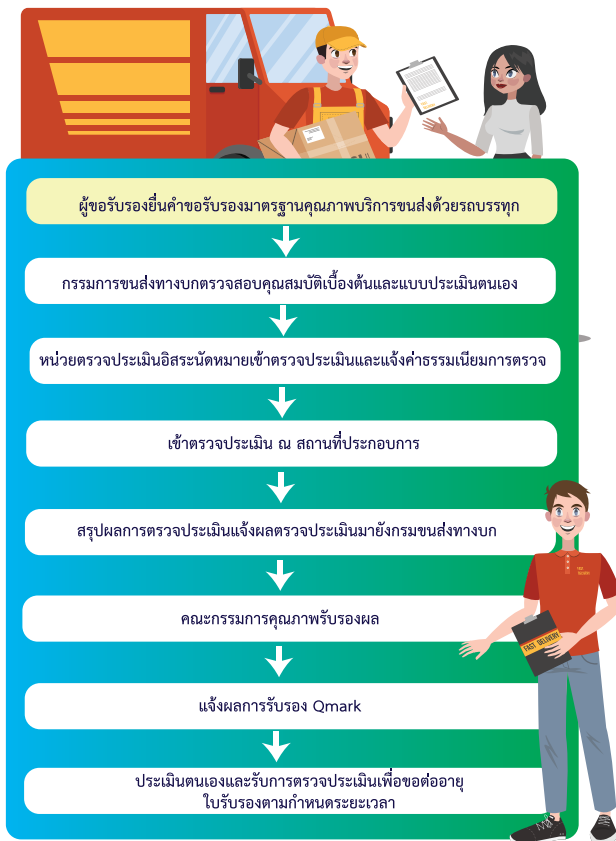 ผู้ขอรับรองยื่นคำขอรับรองมาตรฐานคุณภาพบริการขนส่งด้วยรถบรรทุก
กรรมการขนส่งทางบกตรวจสอบคุณสมบัติเบื้องต้นและแบบประเมินตนเอง
หน่วยตรวจประเมินอิสระนัดหมายเข้าตรวจประเมินและแจ้งค่าธรรมเนียมการตรวจ
เข้าตรวจประเมิน ณ สถานที่ประกอบการ
สรุปผลการตรวจประเมินแจ้งผลตรวจประเมินมายังกรมขนส่งทางบก
คณะกรรมการคุณภาพรับรองผล
FAST DELIVERY
แจ้งผลการรับรอง Qmark
ประเมินตนเองและรับการตรวจประเมินเพื่อขอต่ออายุ
ใบรับรองตามกำหนดระยะเวลา